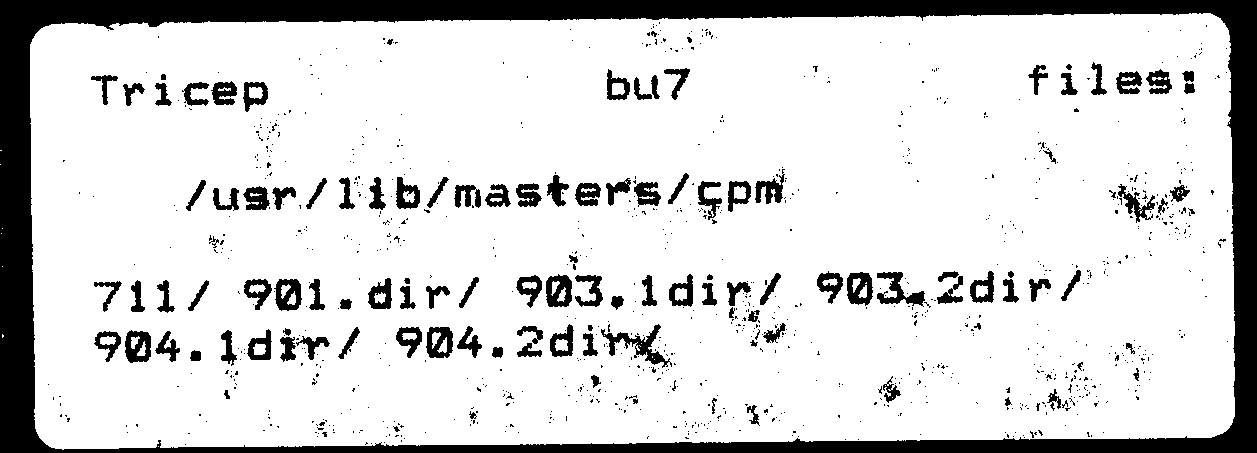 Tricep bu7 files:
/usr/lib/masters/cpm
711/ 901.dir/ 903.1dir/ 903.2dir/
904.1dir/ 904.2dir/